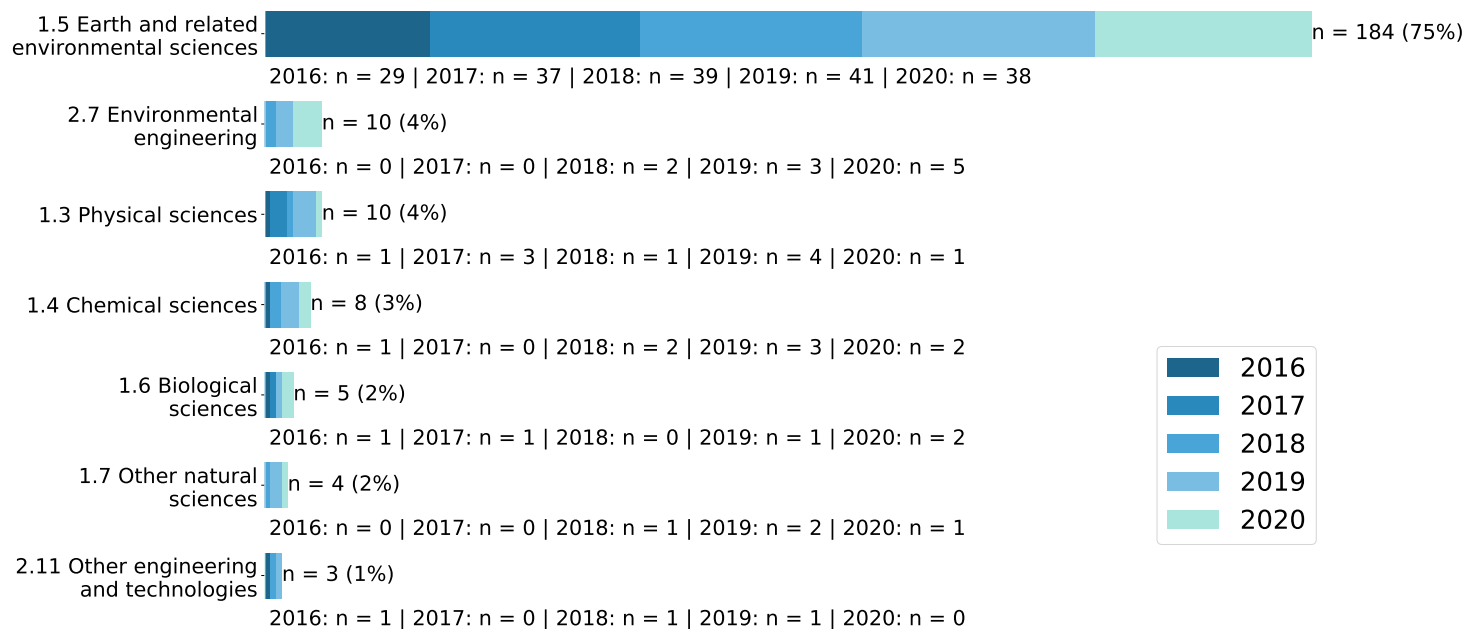 1.5 Earth and related
environmental sciences
n = 184 (75%)
2016: n = 29 | 2017: n = 37 | 2018: n = 39 | 2019: n = 41 | 2020: n = 38
2.7 Environmental
engineering
n = 10 (4%)
2016: n = 0 | 2017: n = 0 | 2018: n = 2 | 2019: n = 3 | 2020: n = 5
1.3 Physical sciences
n = 10 (4%)
2016: n = 1 | 2017: n = 3 | 2018: n = 1 | 2019: n = 4 | 2020: n = 1
1.4 Chemical sciences
n = 8 (3%)
2016: n = 1 | 2017: n = 0 | 2018: n = 2 | 2019: n = 3 | 2020: n = 2
1.6 Biological
sciences
n = 5 (2%)
2016: n = 1 | 2017: n = 1 | 2018: n = 0 | 2019: n = 1 | 2020: n = 2
1.7 Other natural
sciences
n = 4 (2%)
2016: n = 0 | 2017: n = 0 | 2018: n = 1 | 2019: n = 2 | 2020: n = 1
2.11 Other engineering
and technologies
n = 3 (1%)
2016: n = 1 | 2017: n = 0 | 2018: n = 1 | 2019: n = 1 | 2020: n = 0
2016
2017
2018
2019
2020